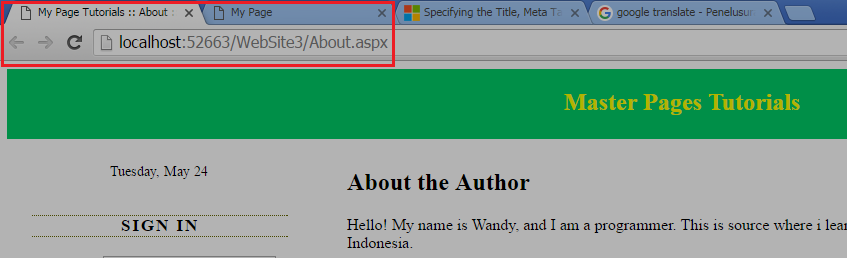 My Page Tutorials :: About :
My Page
Specifying the Title, Meta Ta
google translate - Penelusur
localhost:52663/WebSite3/About.aspx
Master Pages Tutorials
Tuesday, May 24
About the Author
SIGN IN
Hello! My name is Wandy, and I am a programmer. This is source where i lear
Indonesia.